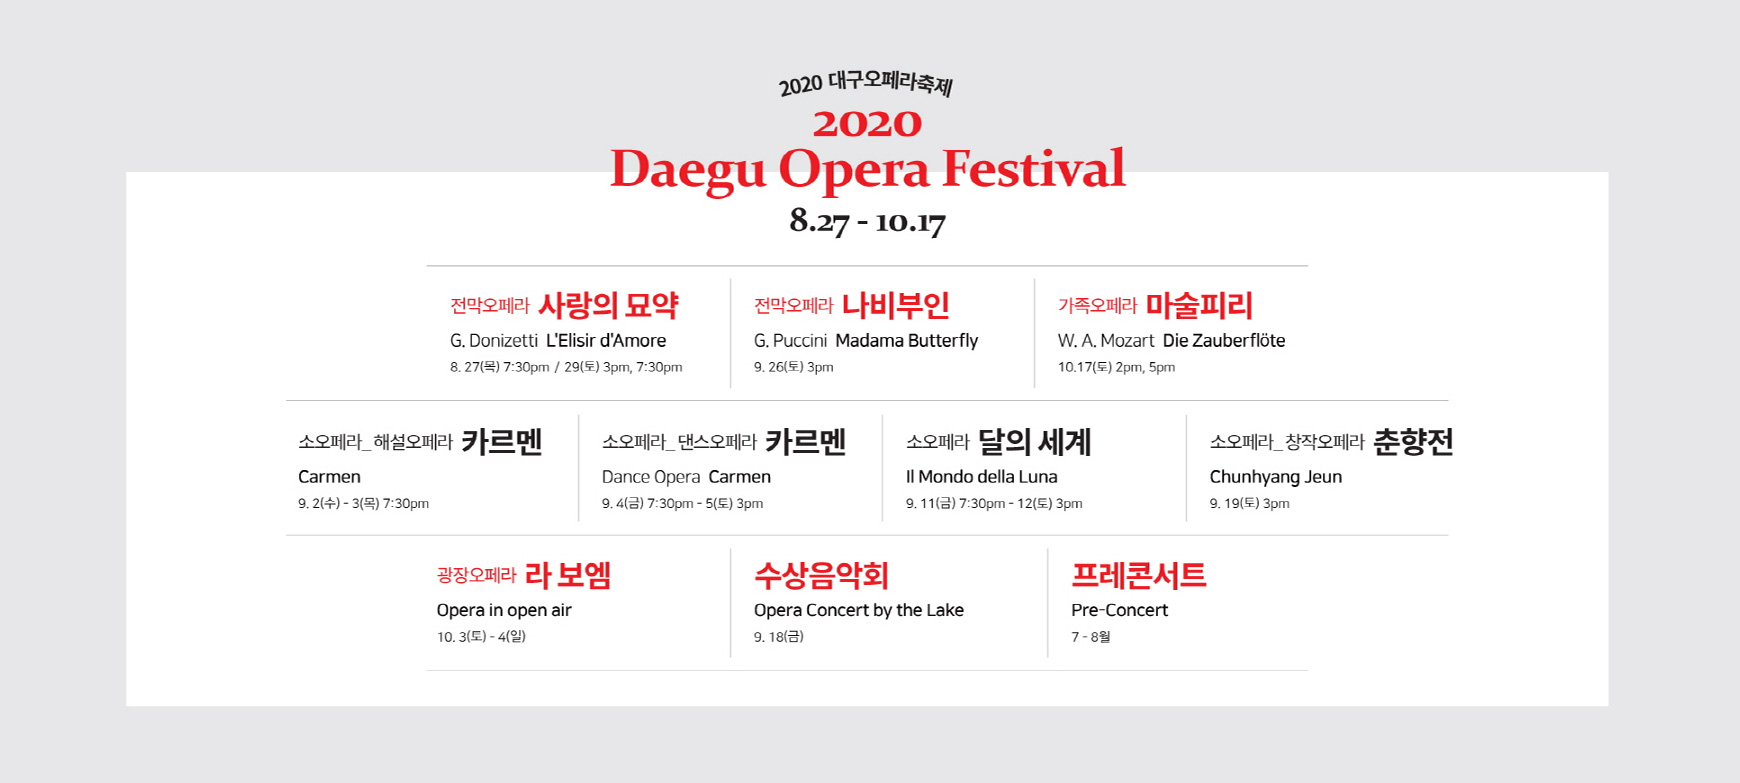 2020 대구오페라축제
2020
Daegu Opera Festival
8.27 - 10.17
전막오페라 사랑의 묘약
G. Donizetti L'Elisir d'Amore
8. 27(목) 7:30pm / 29(토) 3pm, 7:30pm
전막오페라 나비부인
G. Puccini Madama Butterfly
9. 26(토) 3pm
가족오페라 마술피리
W. A. Mozart Die Zauberflöte
10.17(토) 2pm, 5pm
소오페라_해설오페라 카르멘
Carmen
9. 2(수) - 3(목) 7:30pm
소오페라_댄스오페라 카르멘
Dance Opera Carmen
9. 4(금) 7:30pm - 5(토) 3pm
소오페라 달의 세계
Il Mondo della Luna
9. 11(금) 7:30pm - 12(토) 3pm
소오페라_창작오페라 춘향전
Chunhyang Jeun
9. 19(토) 3pm
광장오페라 라 보엠
Opera in open air
10. 3(토) - 4(일)
수상음악회
Opera Concert by the Lake
9. 18(금)
프레콘서트
Pre-Concert
7 - 8월